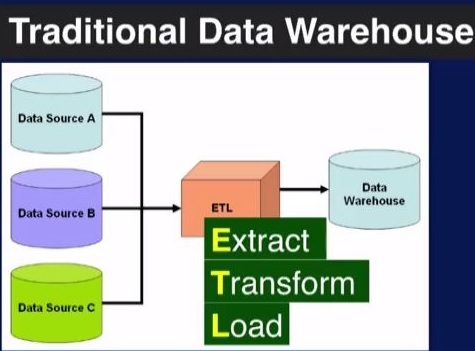 Traditional Data Warehouse
Data Source A
Data Source B
Data Source C
ETL
Extract
Transform
Load
Data
Warehouse